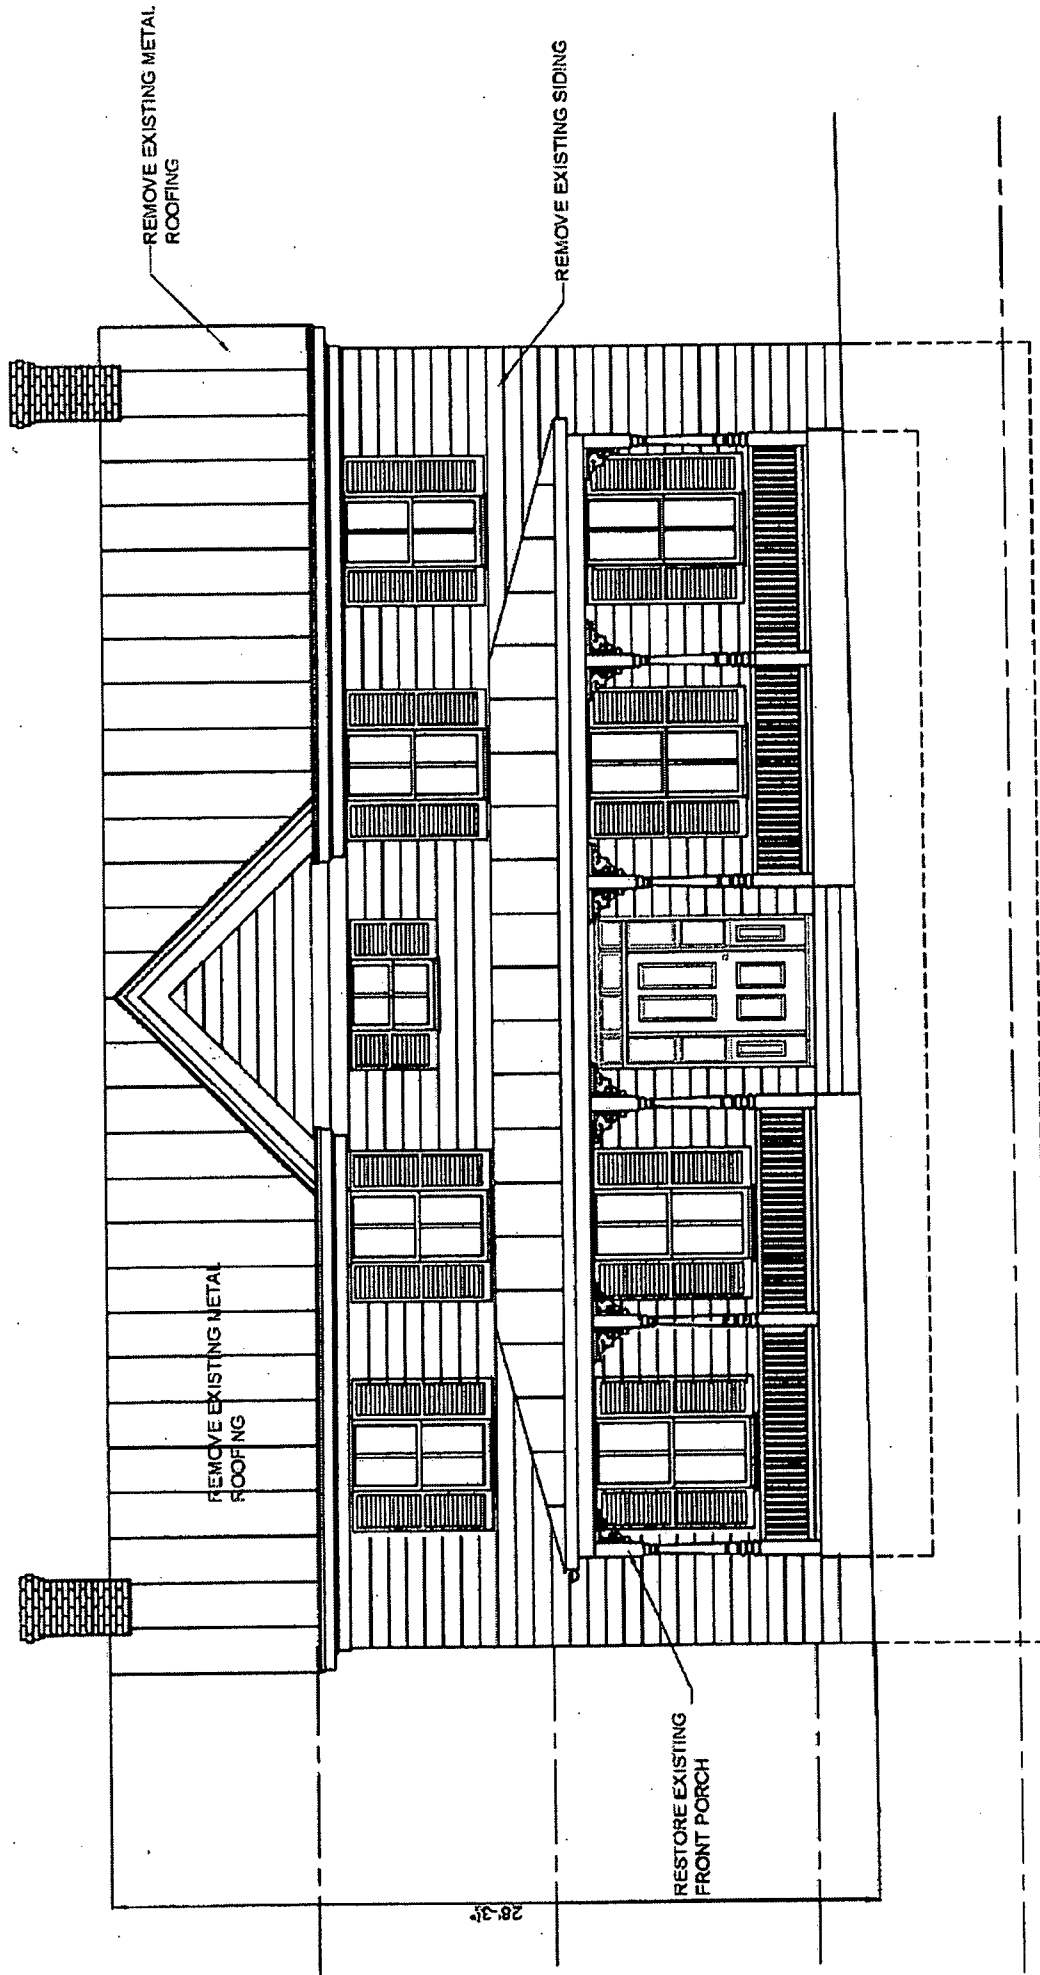 REMOVE EXISTING METAL
ROOFING
REMOVE EXISTING SIDING
REMOVE EXISTING METAL
ROOFING
RESTORE EXISTING
FRONT PORCH